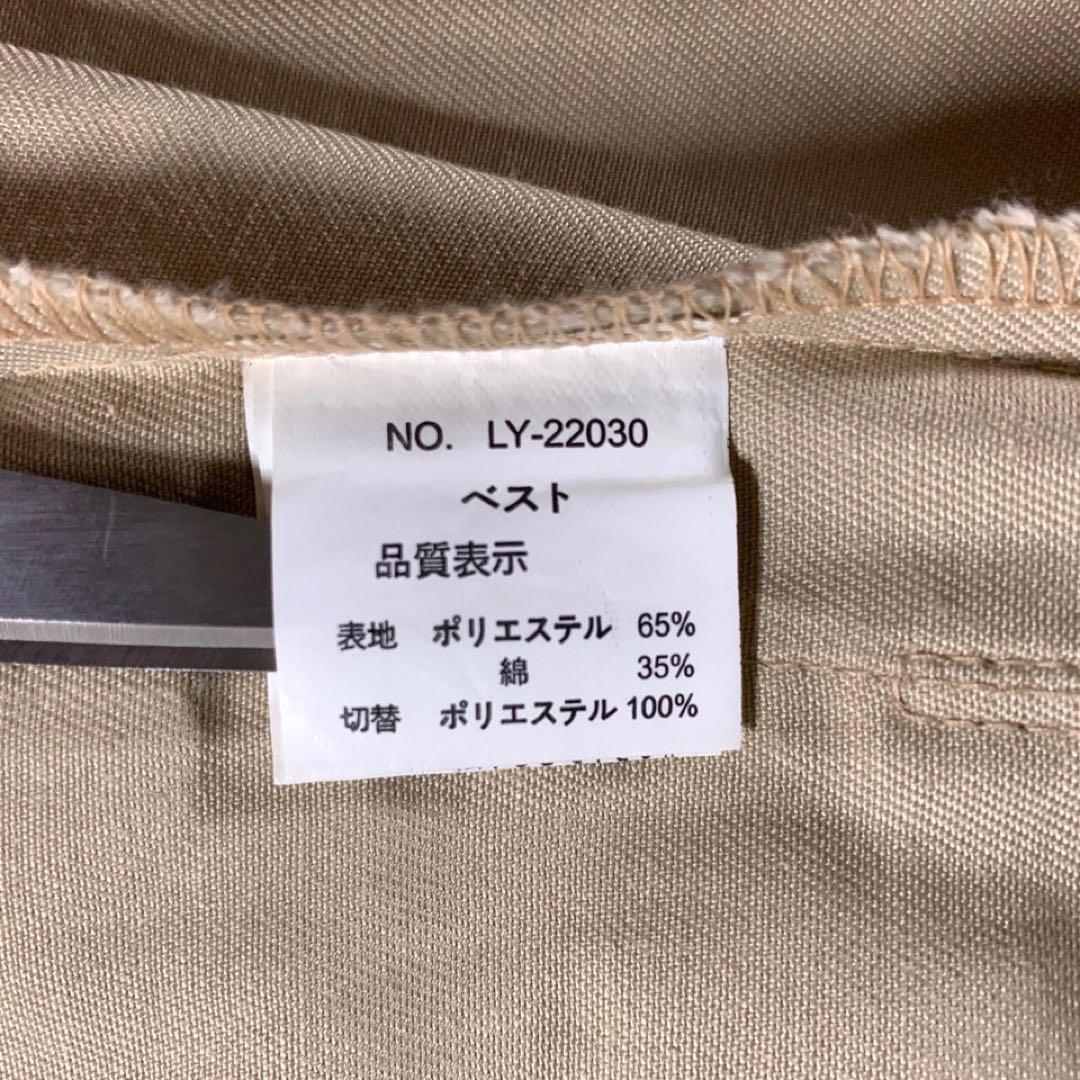 NO. LY-22030
ベスト
品質表示
表地 ポリエステル 65%
綿 35%
切替 ポリエステル 100%